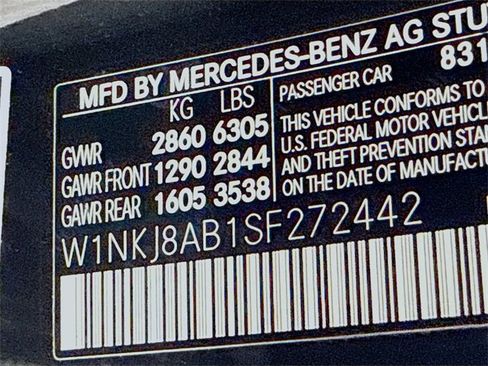 MFD BY MERCEDES-BENZ AG STU
KG LBS
GVWR 2860 6305
GAWR FRONT 1290 2844
GAWR REAR 1605 3538
PASSENGER CAR 831
THIS VEHICLE CONFORMS TO
U.S. FEDERAL MOTOR VEHICL
AND THEFT PREVENTION STA
ON THE DATE OF MANUFACT
W1NKJ8AB1SF272442